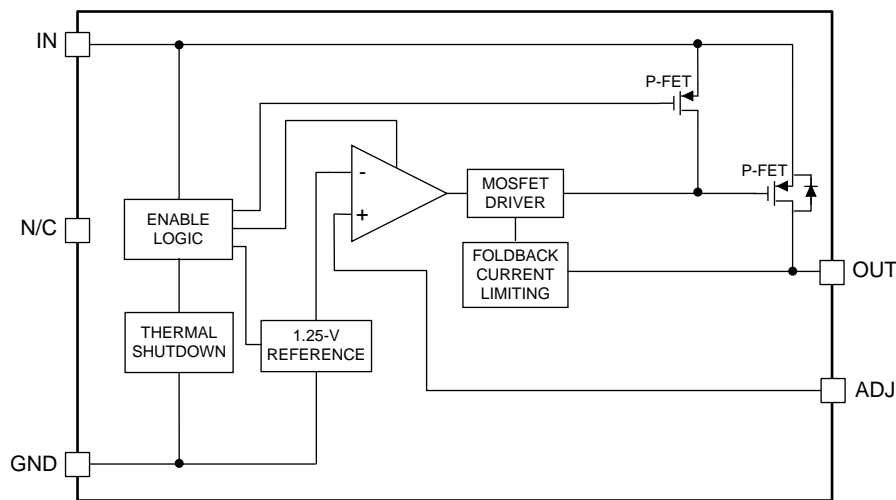 IN
P-FET
P-FET
-
MOSFET
DRIVER
N/C
ENABLE
LOGIC
+
FOLDBACK
CURRENT
LIMITING
OUT
THERMAL
SHUTDOWN
1.25-V
REFERENCE
ADJ
GND